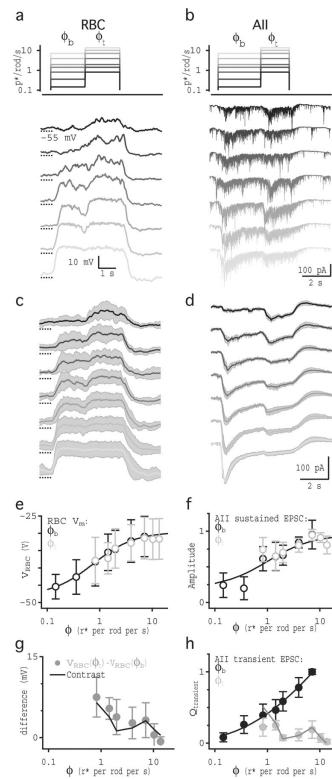 a RBC
b AII
ϕb ϕt
ϕb ϕt
p*/rod/s
1.0
0.1
1.0
0.1
-55 mV
10 mV
1 s
100 pA
2 s
c
d
100 pA
2 s
e
RBC Vm:
ϕb
VRBC (V)
-25
-50
0.1 1 10
ϕ (r* per rod per s)
f
AII sustained EPSC:
ϕb
Amplitude
1
0
0.1 1 10
ϕ (r* per rod per s)
g
VRBC(ϕt)-VRBC(ϕb)
Contrast
difference (mV)
15
0
0.1 1 10
ϕ (r* per rod per s)
h
AII transient EPSC:
ϕb
Qtransient
1
0
0.1 1 10
ϕ (r* per rod per s)